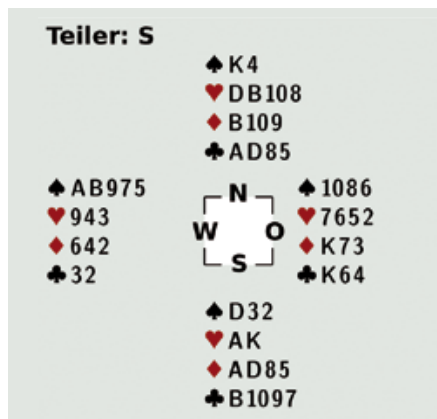 Teiler: S
♠ K4
♥ DB108
♦ B109
♣ AD85
♠ AB975
♥ 943
♦ 642
♣ 32
N
W O
S
♠ 1086
♥ 7652
♦ K73
♣ K64
♠ D32
♥ AK
♦ AD85
♣ B1097